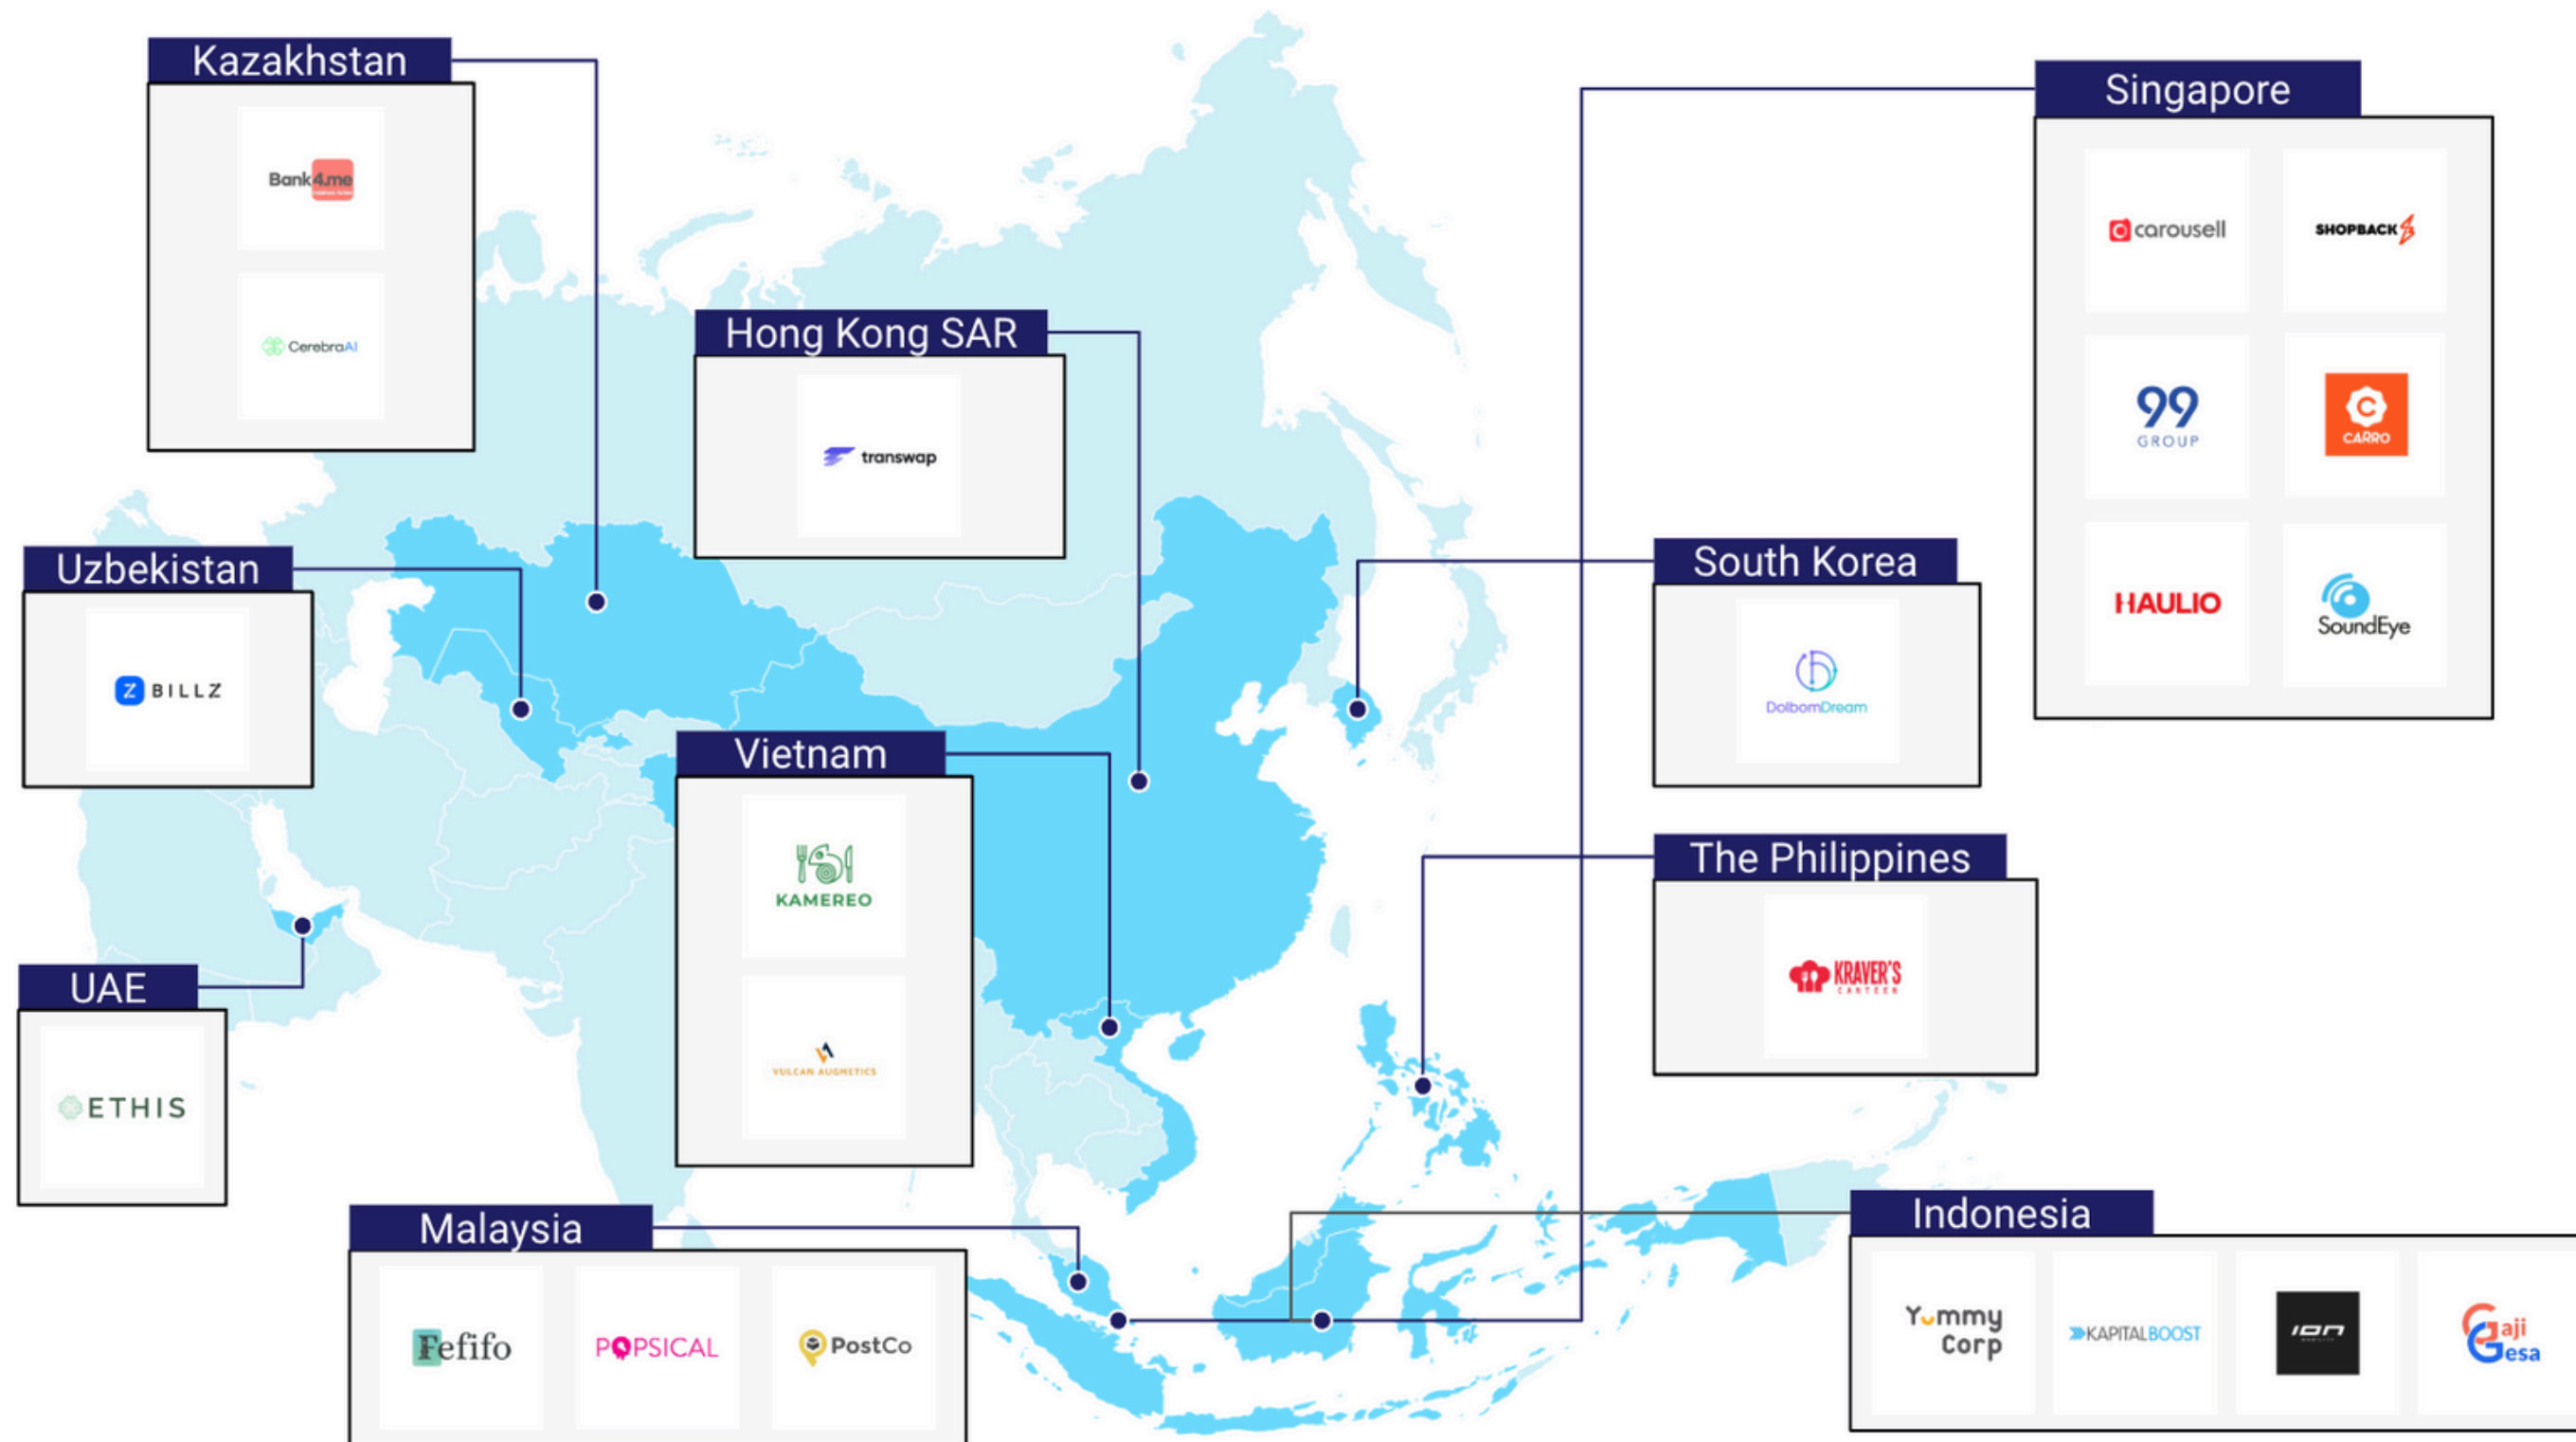 Kazakhstan
Bank4.me
CerebraAI
Hong Kong SAR
transwap
Singapore
carousell
SHOPBACK
99
GROUP
CARRO
HAULIO
SoundEye
Uzbekistan
BILLZ
South Korea
DolbomDream
Vietnam
KAMEREO
VULCAN AUGMETICS
The Philippines
KRAVER'S
CANTEEN
UAE
ETHIS
Malaysia
Fefifo
POPSICAL
PostCo
Indonesia
Yummy
Corp
KAPITALBOOST
ION
Gaji
Gesa